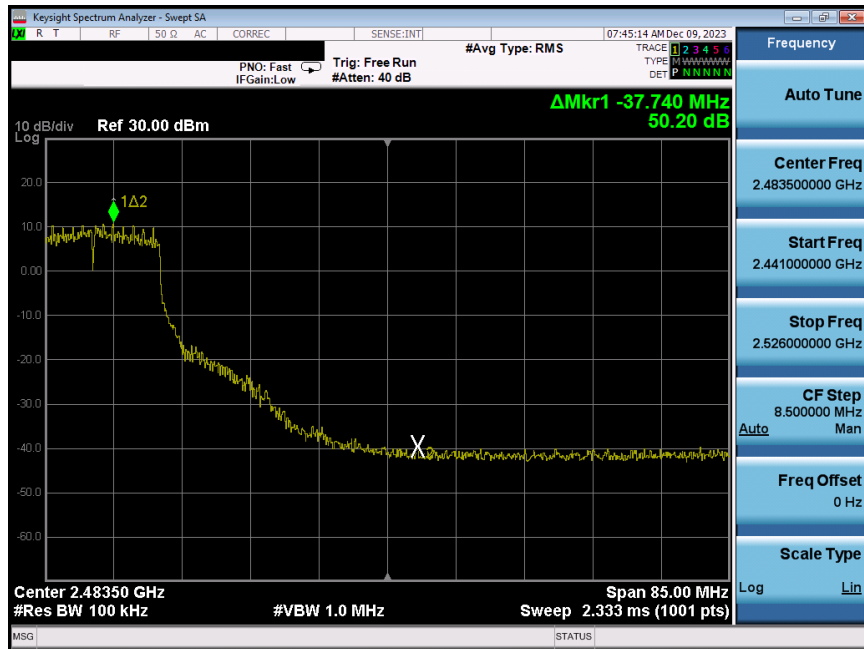 Keysight Spectrum Analyzer - Swept SA
LXI R T RF 50 Ω AC CORREC SENSE:INT 07:45:14 AM Dec 09, 2023
#Avg Type: RMS
TRACE 1 2 3 4 5 6
TYPE M W W W W W
DET P N N N N N
PNO: Fast
IFGain:Low
Trig: Free Run
#Atten: 40 dB
ΔMkr1 -37.740 MHz
50.20 dB
10 dB/div
Log
Ref 30.00 dBm
20.0
10.0
0.00
-10.0
-20.0
-30.0
-40.0
-50.0
-60.0
1Δ2
Center 2.48350 GHz
#Res BW 100 kHz
#VBW 1.0 MHz
Span 85.00 MHz
Sweep 2.333 ms (1001 pts)
MSG
STATUS
Frequency
Auto Tune
Center Freq
2.483500000 GHz
Start Freq
2.441000000 GHz
Stop Freq
2.526000000 GHz
CF Step
8.500000 MHz
Auto Man
Freq Offset
0 Hz
Scale Type
Log Lin